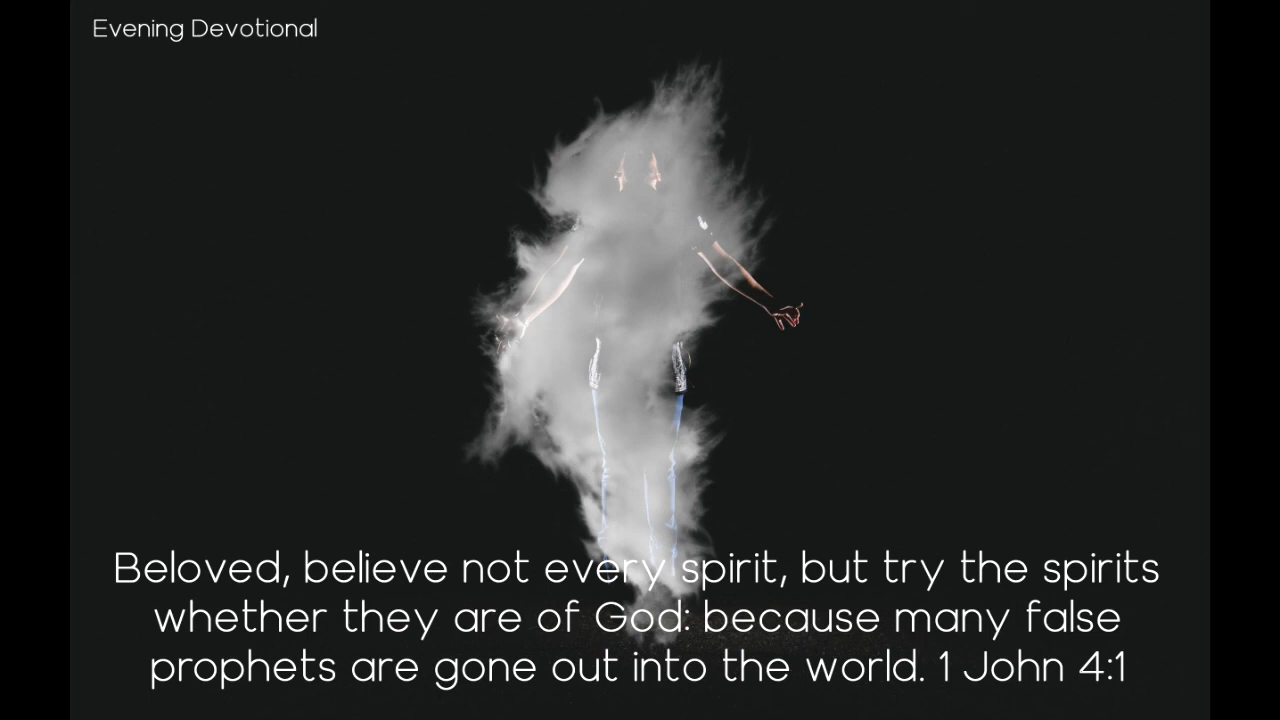 Evening Devotional
Beloved, believe not every spirit, but try the spirits
whether they are of God: because many false
prophets are gone out into the world. 1 John 4:1